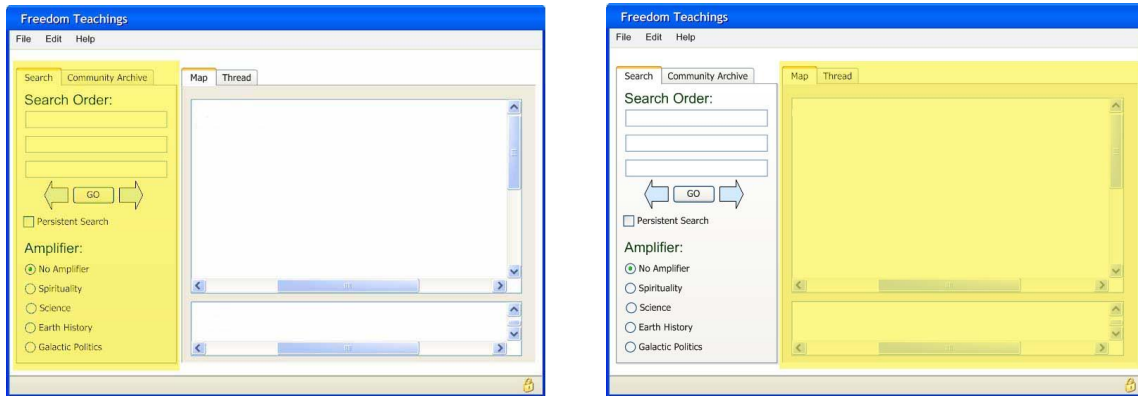 Freedom Teachings
File Edit Help
Search Community Archive
Map Thread
Search Order:
GO
Persistent Search
Amplifier:
No Amplifier
Spirituality
Science
Earth History
Galactic Politics
Freedom Teachings
File Edit Help
Search Community Archive
Map Thread
Search Order:
GO
Persistent Search
Amplifier:
No Amplifier
Spirituality
Science
Earth History
Galactic Politics